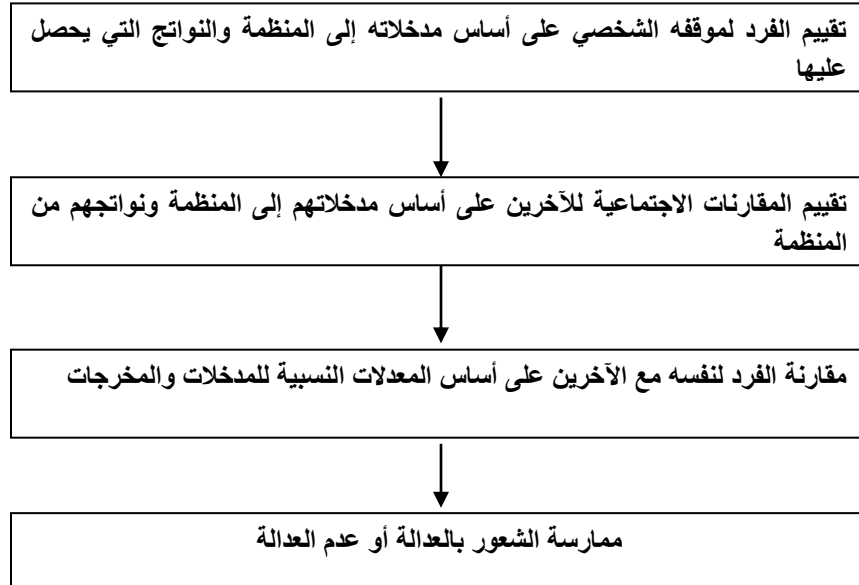 تقييم الفرد لموقفه الشخصي على أساس مدخلاته إلى المنظمة والنواتج التي يحصل
عليها
تقييم المقارنات الاجتماعية للآخرين على أساس مدخلاتهم إلى المنظمة ونواتجهم من
المنظمة
مقارنة الفرد لنفسه مع الآخرين على أساس المعدلات النسبية للمدخلات والمخرجات
ممارسة الشعور بالعدالة أو عدم العدالة